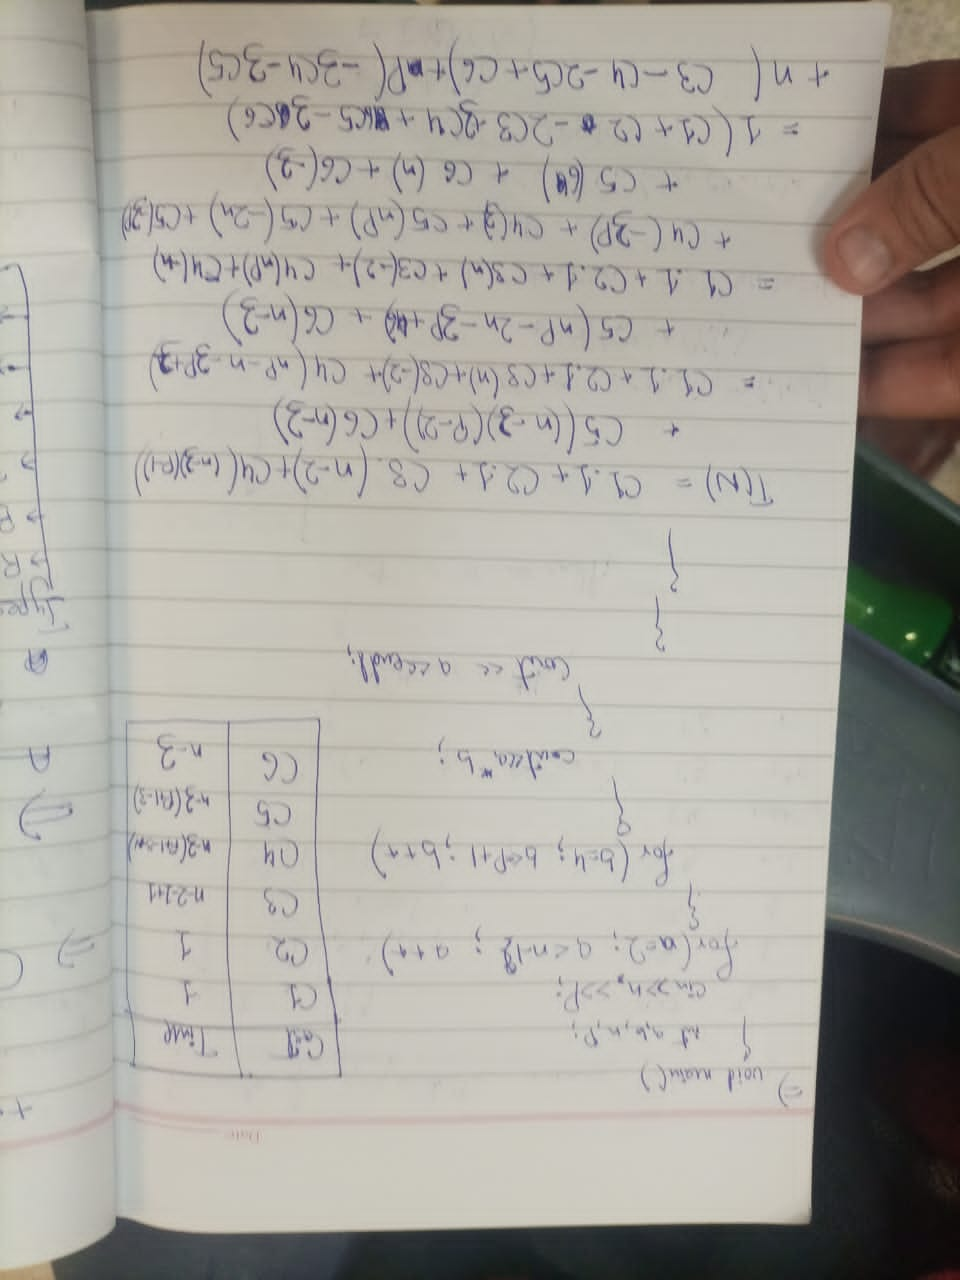 Date:
=) void main()
{ int a,b,n,P;
cin>>n>>P;
for(a=2; a<n-1; a++)
{
for(b=4; b<P+1; b++)
{
cout<<a*b;
}
cout << a<<endl;
}
}
Cost Time
C1 1
C2 1
C3 n-2-1+1
C4
C5 n-3(P+1-3)
C6 n-3
T(N) = C1.1 + C2.1 + C3.(n-2)+C4((n-3)(P-1))
+ C5((n-3)(P-2))+C6(n-3)
= C1.1 + C2.1 + C3(n)+C3(-2)+ C4(nP-n-3P+3)
+ C5(nP-2n-3P+6) + C6(n-3)
= C1.1 + C2.1 + C3(n) + C3(-2)+ C4(nP)+C4(-n)
+ C4(-3P) + C4(3)+C5(nP)+C5(-2n)+C5(-3P)
+ C5(6) + C6(n)+C6(-3)
= 1(C1+C2-2C3-3C4+ C5-3C6)
+n( C3-C4-2C5+C6)+P(-3C4-3C5)
Type
R
R
A